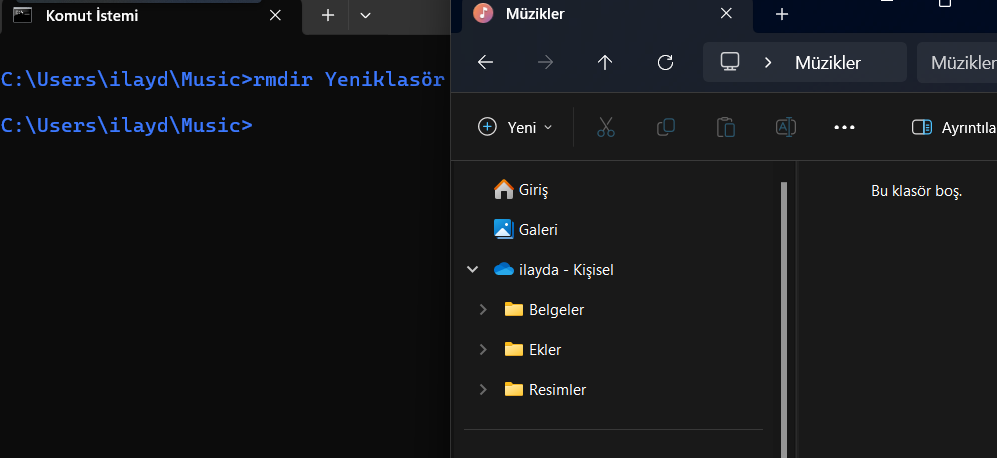 Komut İstemi
C:\Users\ilayd\Music>rmdir Yeniklasör
C:\Users\ilayd\Music>
Müzikler
Müzikler
Müzikler
Yeni
Ayrıntıla
Giriş
Galeri
ilayda - Kişisel
Belgeler
Ekler
Resimler
Bu klasör boş.